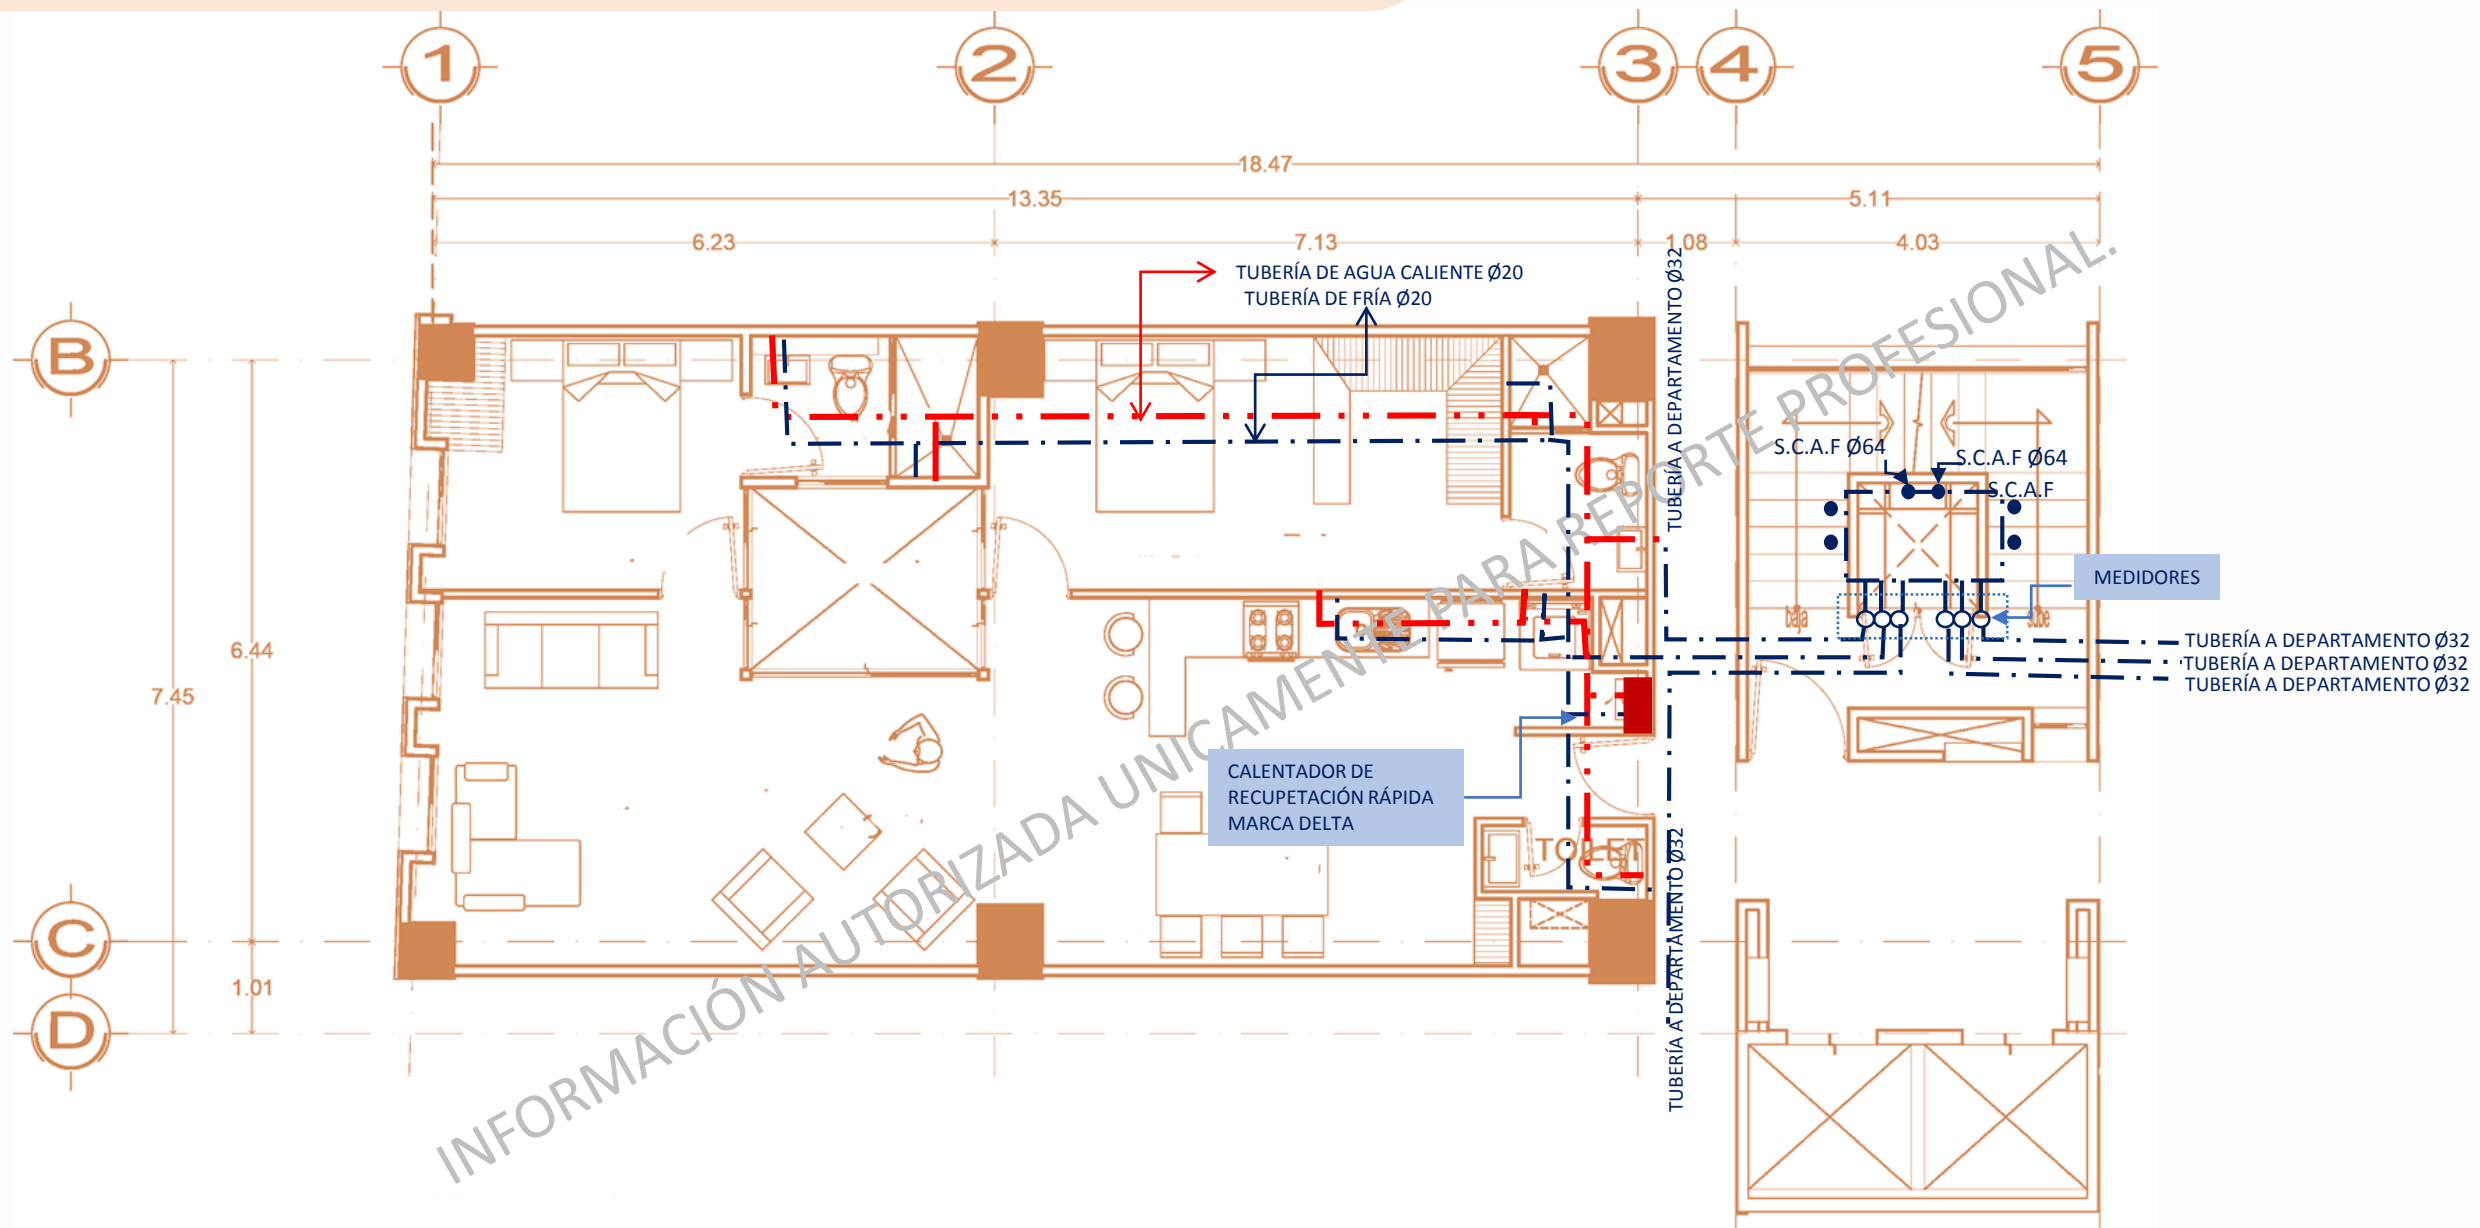 1
2
3
4
5
18.47
13.35
5.11
6.23
7.13
1.08
4.03
TUBERÍA DE AGUA CALIENTE Ø20
TUBERÍA DE FRÍA Ø20
TUBERÍA A DEPARTAMENTO Ø32
B
S.C.A.F Ø64
S.C.A.F Ø64
S.C.A.F
MEDIDORES
baja
sube
6.44
7.45
TUBERÍA A DEPARTAMENTO Ø32
TUBERÍA A DEPARTAMENTO Ø32
TUBERÍA A DEPARTAMENTO Ø32
CALENTADOR DE
RECUPETACIÓN RÁPIDA
MARCA DELTA
TOILET
TUBERÍA A DEPARTAMENTO Ø32
C
1.01
D
INFORMACIÓN AUTORIZADA UNICAMENTE PARA REPORTE PROFESIONAL.